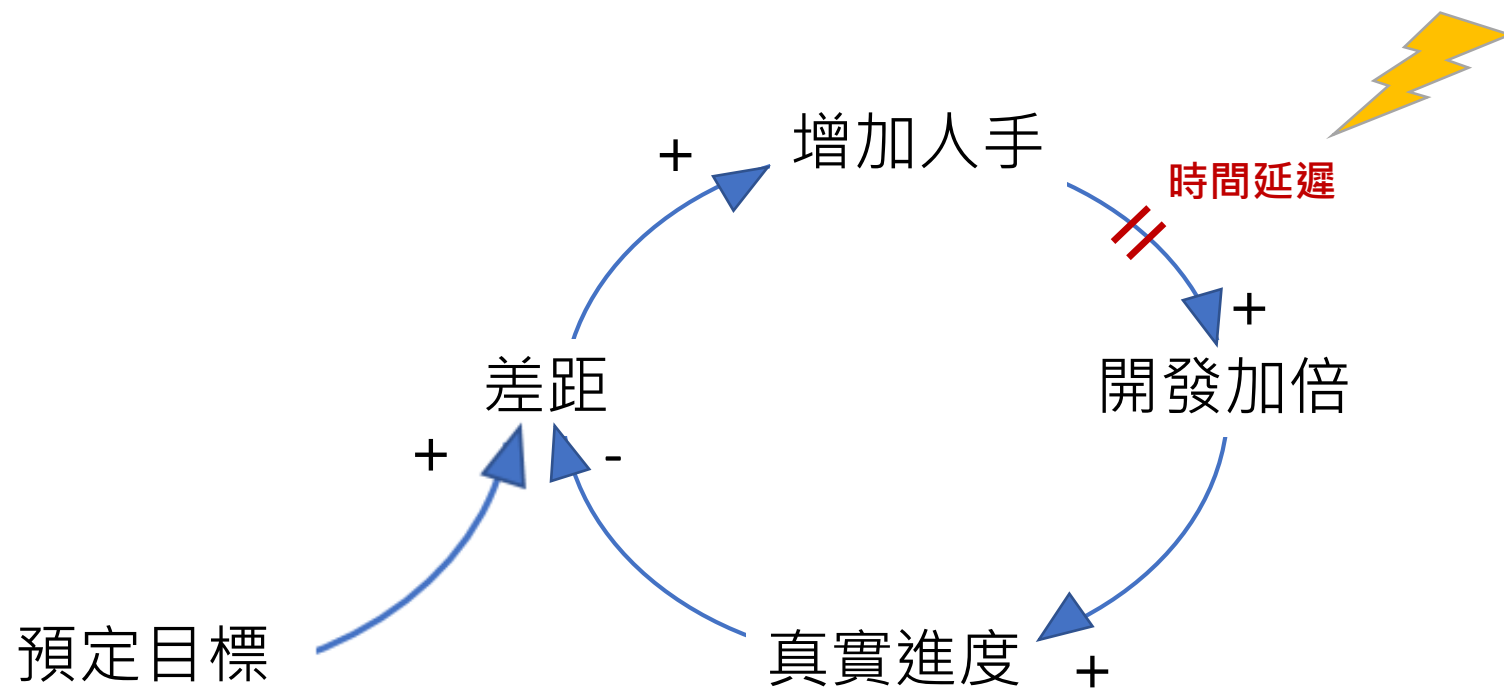 +
增加人手
時間延遲
+
差距
開發加倍
+
-
預定目標
真實進度
+